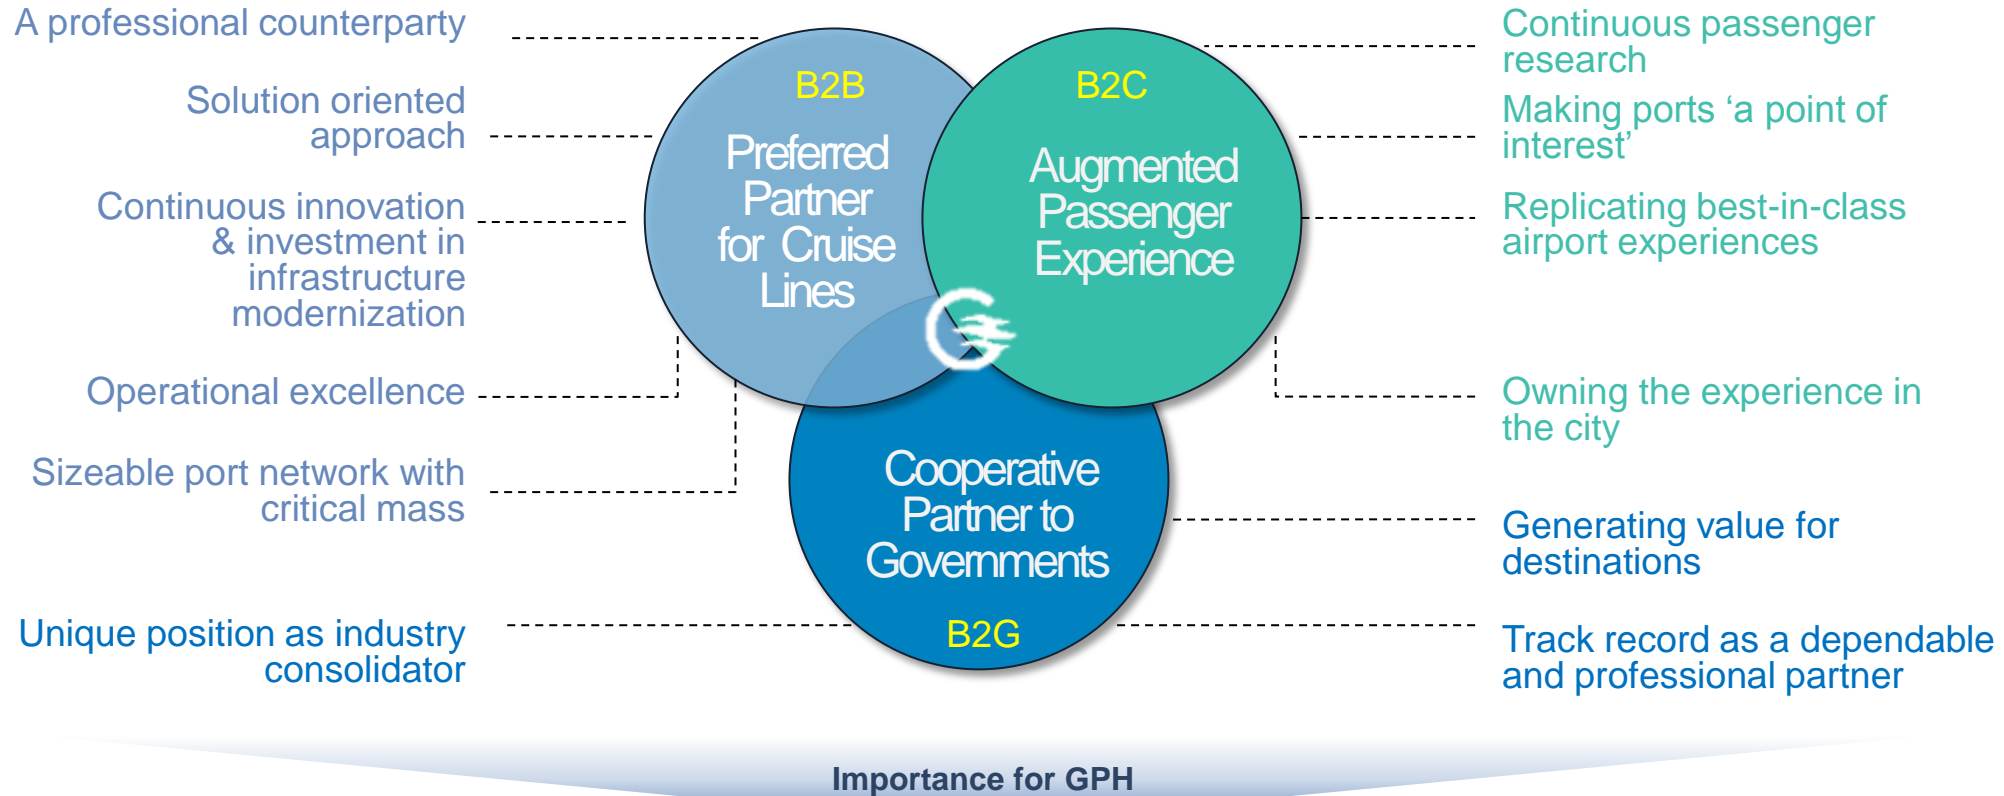 A professional counterparty
Solution oriented
approach
Continuous innovation
& investment in
infrastructure
modernization
Operational excellence
Sizeable port network with
critical mass
Unique position as industry
consolidator
B2B
Preferred
Partner
for Cruise
Lines
B2C
Augmented
Passenger
Experience
Cooperative
Partner to
Governments
B2G
Continuous passenger
research
Making ports ‘a point of
interest’
Replicating best-in-class
airport experiences
Owning the experience in
the city
Generating value for
destinations
Track record as a dependable
and professional partner
Importance for GPH